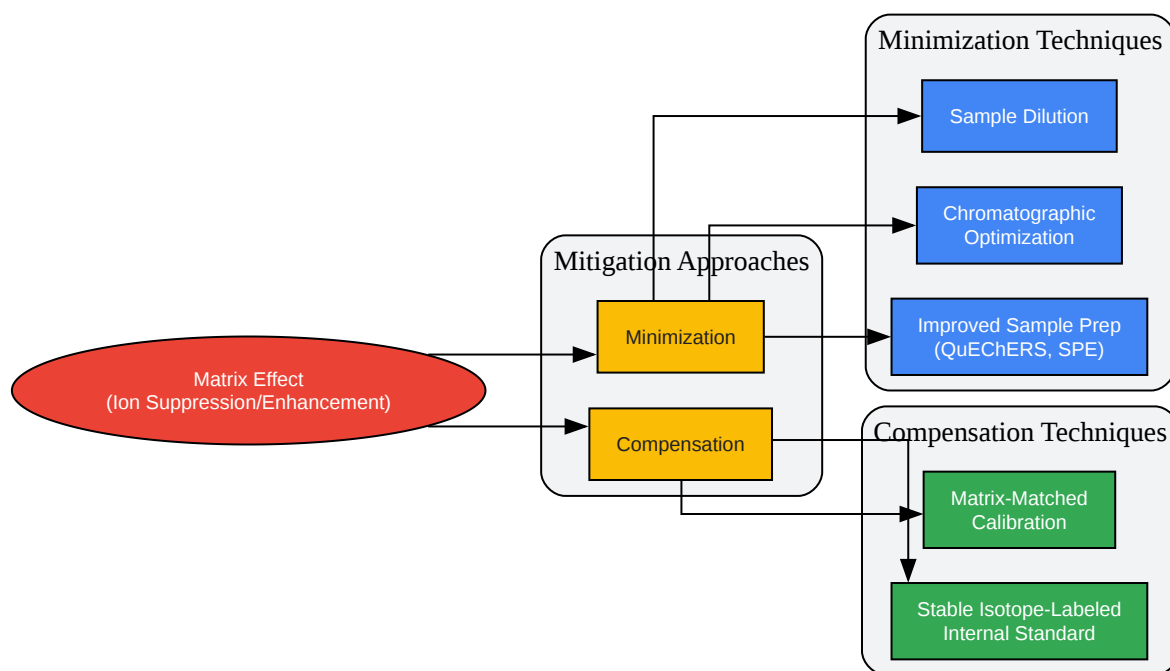 Matrix Effect
(Ion Suppression/Enhancement)
Mitigation Approaches
Minimization
Compensation
Minimization Techniques
Sample Dilution
Chromatographic
Optimization
Improved Sample Prep
(QuEChERS, SPE)
Compensation Techniques
Matrix-Matched
Calibration
Stable Isotope-Labeled
Internal Standard